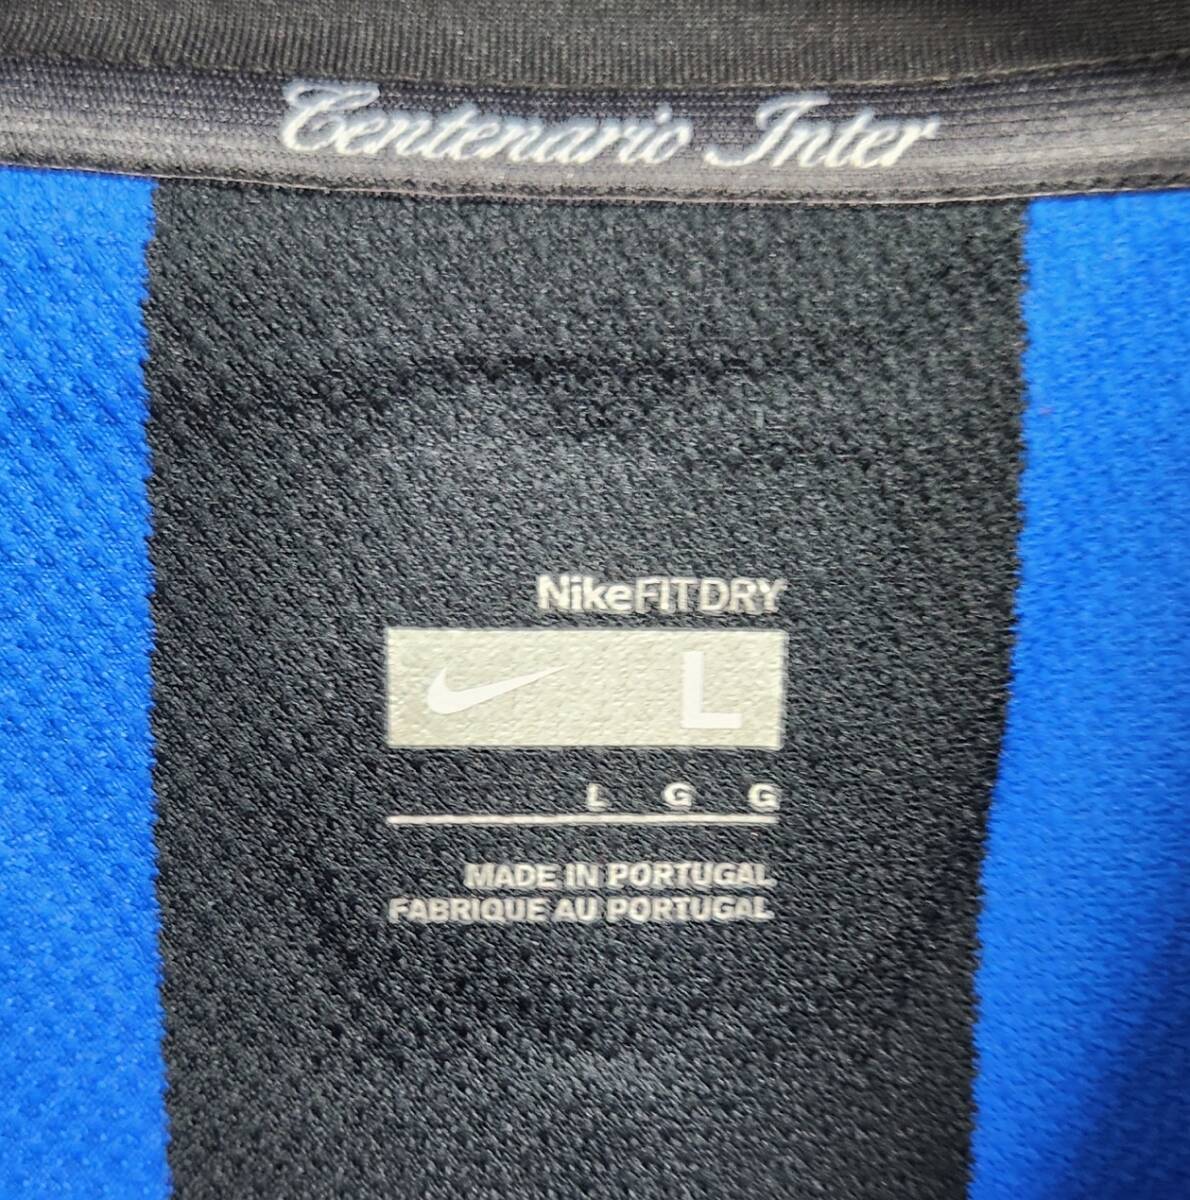 Centenario Inter
NikeFITDRY
L
L G G
MADE IN PORTUGAL
FABRIQUE AU PORTUGAL